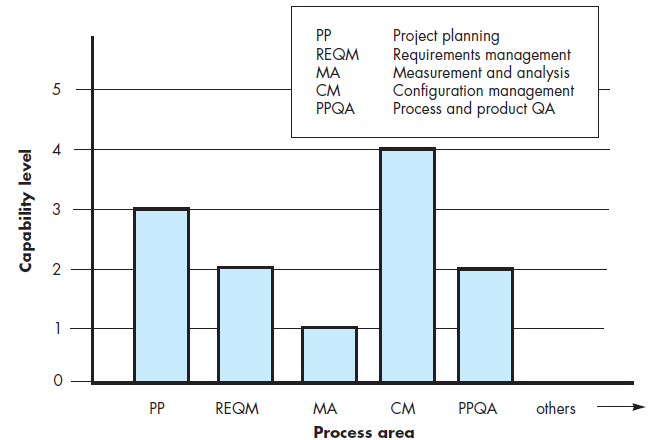 PP Project planning
REQM Requirements management
MA Measurement and analysis
CM Configuration management
PPQA Process and product QA
Capability level
5
4
3
2
1
0
PP REQM MA CM PPQA others
Process area